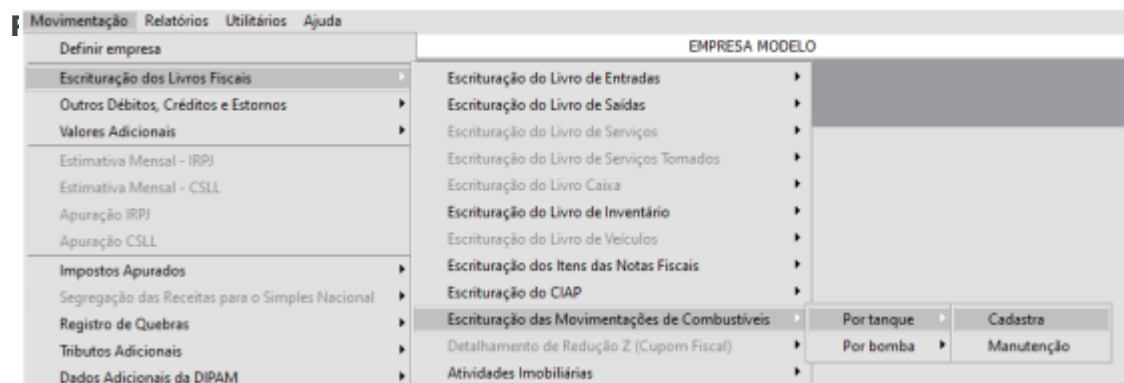 Movimentação Relatórios Utilitários Ajuda
Definir empresa
EMPRESA MODELO
Escrituração dos Livros Fiscais
Outros Débitos, Créditos e Estornos
Valores Adicionais
Estimativa Mensal - IRPJ
Estimativa Mensal - CSLL
Apuração IRPJ
Apuração CSLL
Impostos Apurados
Segregação das Receitas para o Simples Nacional
Registro de Quebras
Tributos Adicionais
Dados Adicionais da DIPAM
Escrituração do Livro de Entradas
Escrituração do Livro de Saídas
Escrituração do Livro de Serviços
Escrituração do Livro de Serviços Tomados
Escrituração do Livro Caixa
Escrituração do Livro de Inventário
Escrituração do Livro de Veículos
Escrituração dos Itens das Notas Fiscais
Escrituração do CIAP
Escrituração das Movimentações de Combustíveis
Detalhamento de Redução Z (Cupom Fiscal)
Atividades Imobiliárias
Por tanque
Por bomba
Cadastra
Manutenção